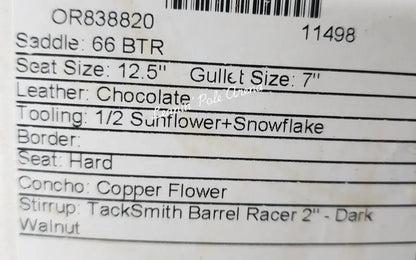 OR838820
11498
Saddle: 66 BTR
Seat Size: 12.5" Gullet Size: 7"
Leather: Chocolate
Tooling: 1/2 Sunflower+Snowflake
Border:
Seat: Hard
Concho: Copper Flower
Stirrup: TackSmith Barrel Racer 2" - Dark
Walnut